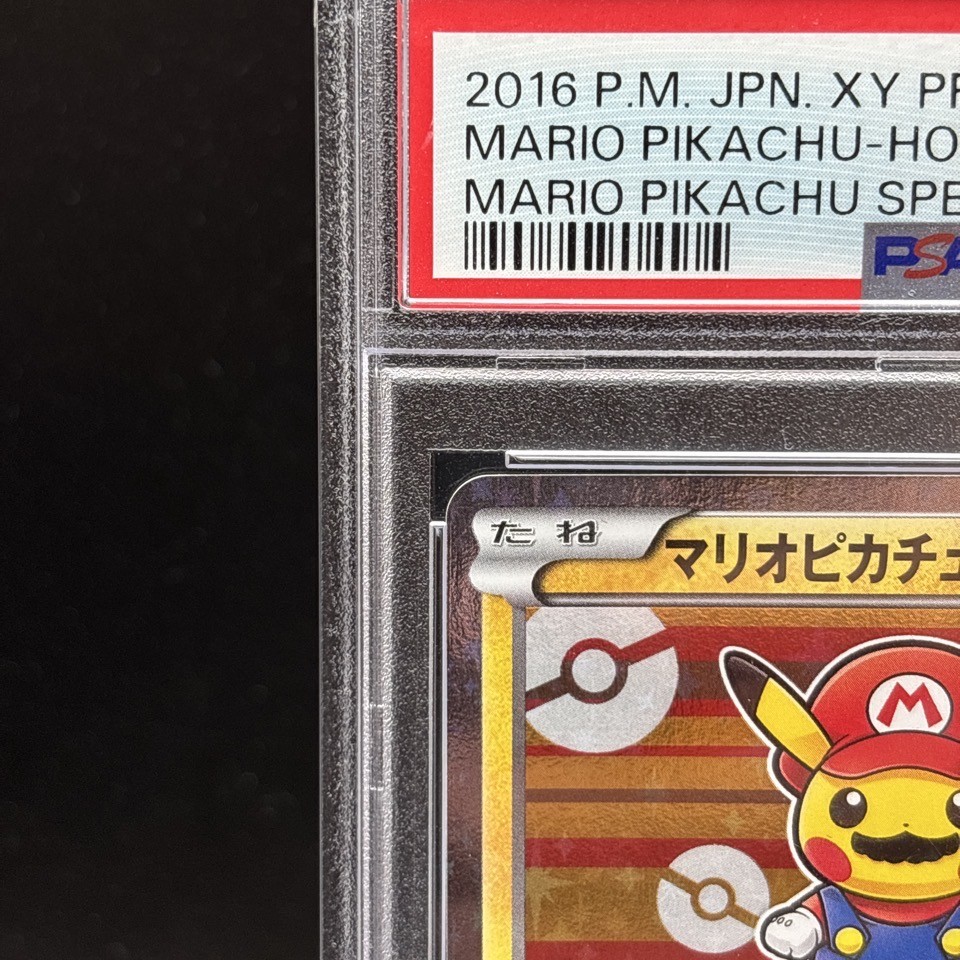 2016 P.M. JPN. XY PR
MARIO PIKACHU-HO
MARIO PIKACHU SPE
PSA
たね
マリオピカチュ
M